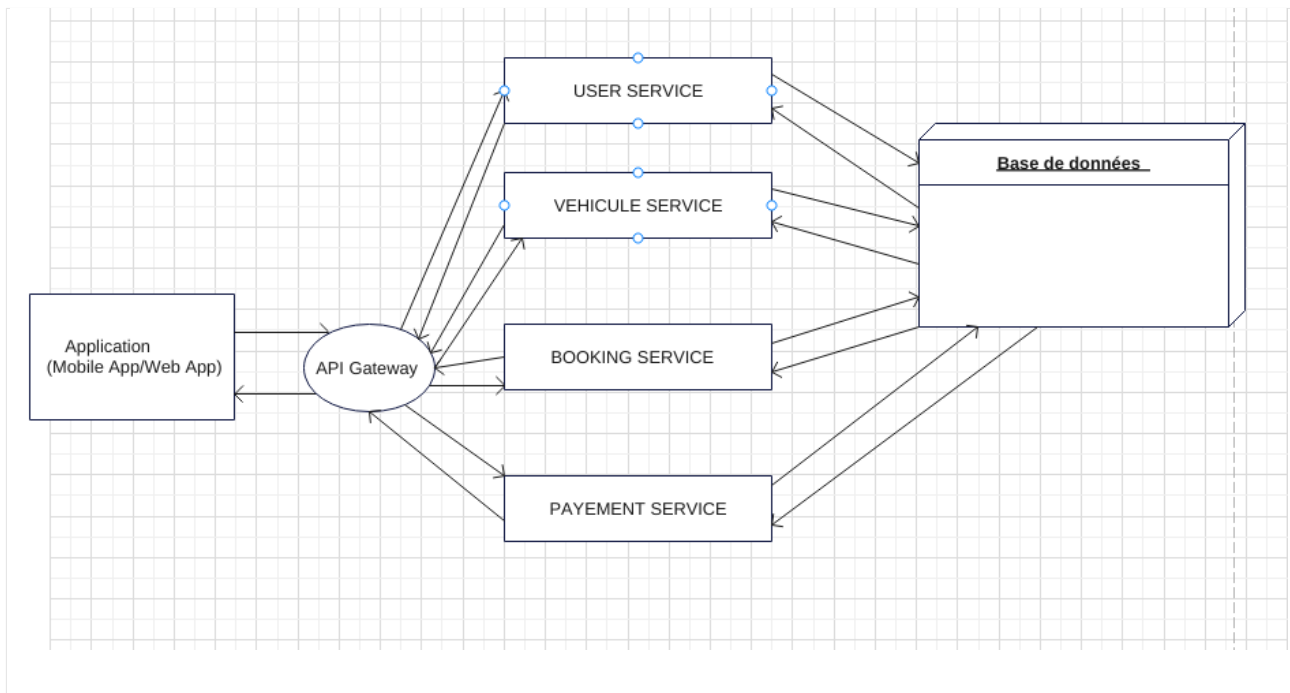 USER SERVICE
Base de données
VEHICULE SERVICE
Application
(Mobile App/Web App)
API Gateway
BOOKING SERVICE
PAYEMENT SERVICE